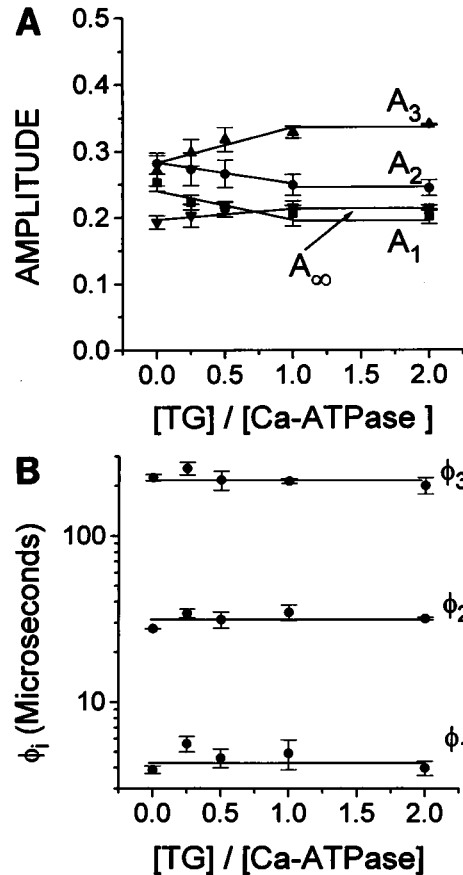 A
0.5
0.4
0.3
0.2
0.1
0.0
AMPLITUDE
A₃
A₂
A₁
A∞
0.0 0.5 1.0 1.5 2.0
[TG] / [Ca-ATPase ]
B
100
10
ϕᵢ (Microseconds)
ϕ₃
ϕ₂
ϕ
0.0 0.5 1.0 1.5 2.0
[TG] / [Ca-ATPase]